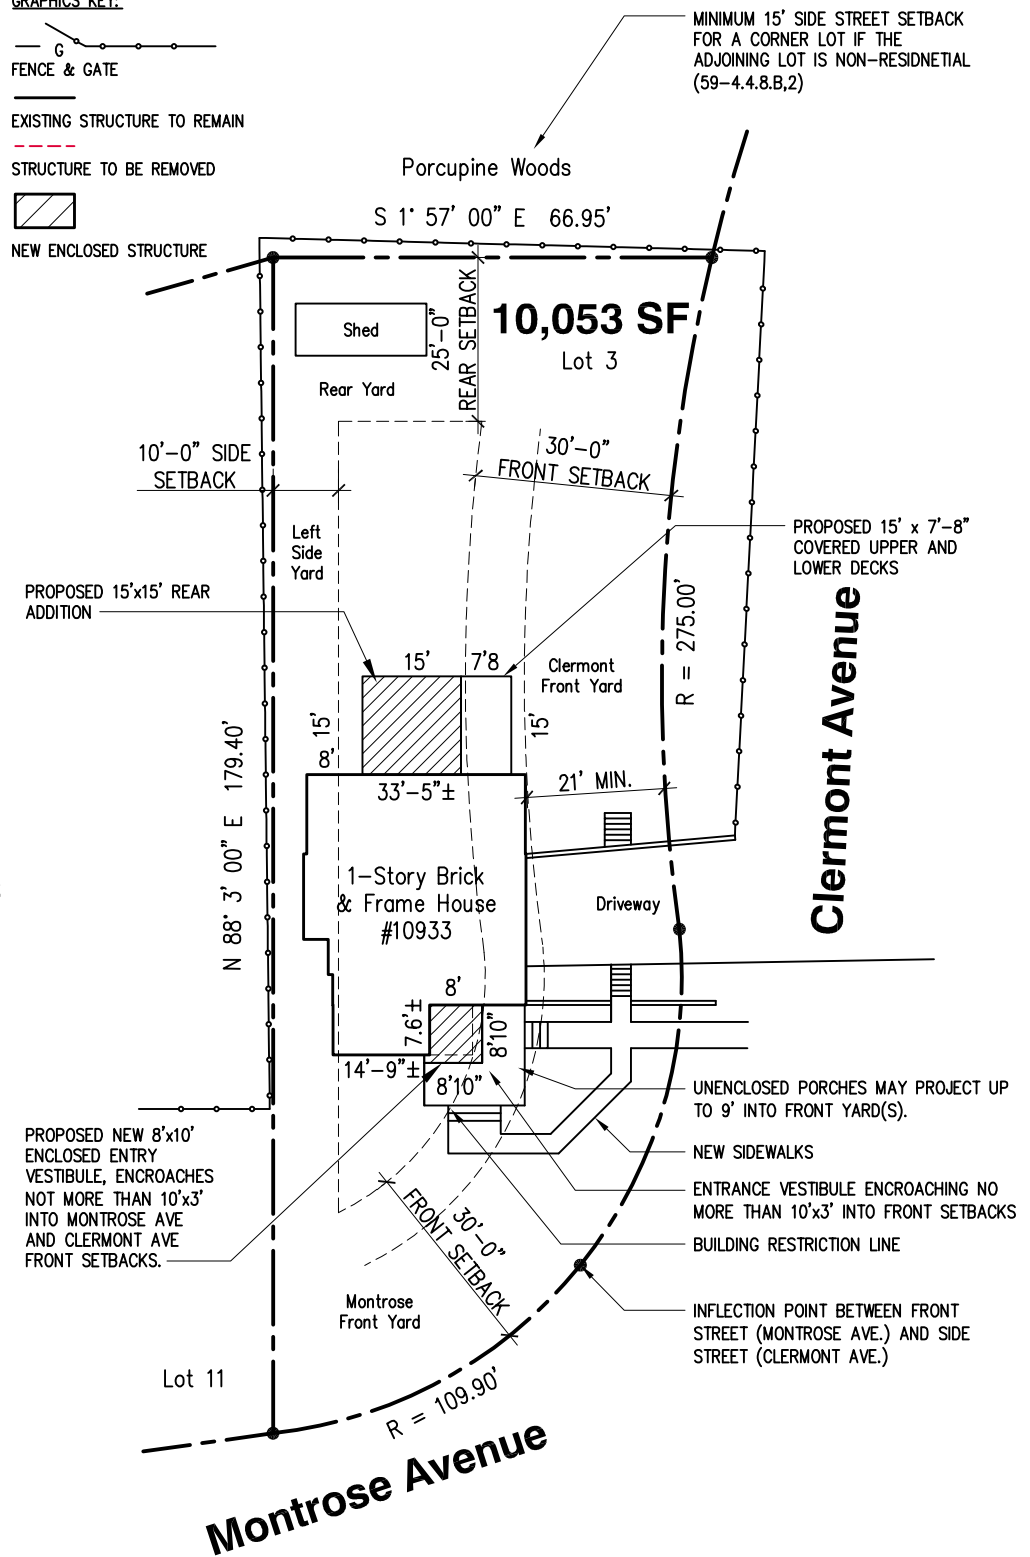 GRAPHICS KEY:
G
FENCE & GATE
EXISTING STRUCTURE TO REMAIN
STRUCTURE TO BE REMOVED
NEW ENCLOSED STRUCTURE
MINIMUM 15' SIDE STREET SETBACK
FOR A CORNER LOT IF THE
ADJOINING LOT IS NON-RESIDNETIAL
(59-4.4.8.B,2)
Porcupine Woods
S 1° 57' 00" E 66.95'
Shed
Rear Yard
25'-0"
REAR SETBACK
10,053 SF
Lot 3
10'-0" SIDE
SETBACK
30'-0"
FRONT SETBACK
Left
Side
Yard
PROPOSED 15' x 7'-8"
COVERED UPPER AND
LOWER DECKS
PROPOSED 15'x15' REAR
ADDITION
15'
7'8
Clermont
Front Yard
R = 275.00'
Clermont Avenue
15'
15'
8'
33'-5"±
21' MIN.
N 88° 3' 00" E 179.40'
1-Story Brick
& Frame House
#10933
Driveway
8'
7.6'±
8'10"
14'-9"±
8'10"
UNENCLOSED PORCHES MAY PROJECT UP
TO 9' INTO FRONT YARD(S).
NEW SIDEWALKS
ENTRANCE VESTIBULE ENCROACHING NO
MORE THAN 10'x3' INTO FRONT SETBACKS
BUILDING RESTRICTION LINE
INFLECTION POINT BETWEEN FRONT
STREET (MONTROSE AVE.) AND SIDE
STREET (CLERMONT AVE.)
PROPOSED NEW 8'x10'
ENCLOSED ENTRY
VESTIBULE, ENCROACHES
NOT MORE THAN 10'x3'
INTO MONTROSE AVE
AND CLERMONT AVE
FRONT SETBACKS.
30'-0"
FRONT SETBACK
Montrose
Front Yard
Lot 11
R = 109.90'
Montrose Avenue